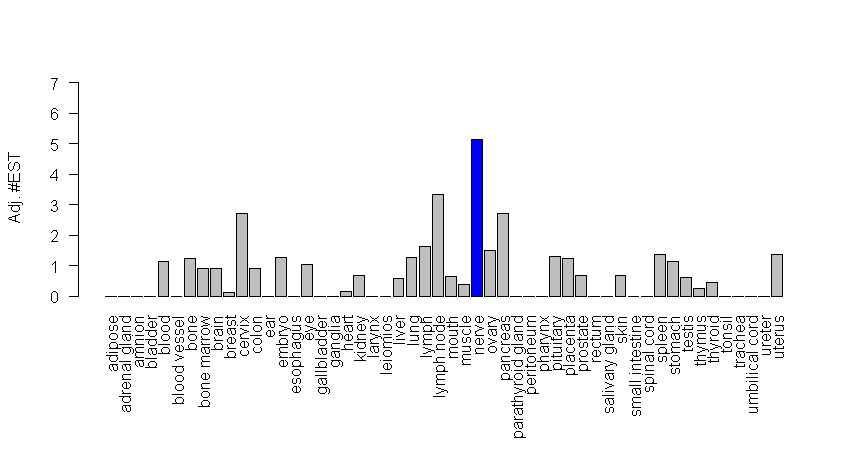 Adj. #EST
7
6
5
4
3
2
1
0
adipose
adrenal gland
amnion
bladder
blood
blood vessel
bone
bone marrow
brain
breast
cervix
colon
ear
embryo
esophagus
eye
gallbladder
ganglia
heart
kidney
larynx
leiomios
liver
lung
lymph
lymph node
mouth
muscle
nerve
ovary
pancreas
parathyroid gland
peritoneum
pharynx
pituitary
placenta
prostate
rectum
salivary gland
skin
small intestine
spinal cord
spleen
stomach
testis
thymus
thyroid
tonsil
trachea
umbilical cord
ureter
uterus